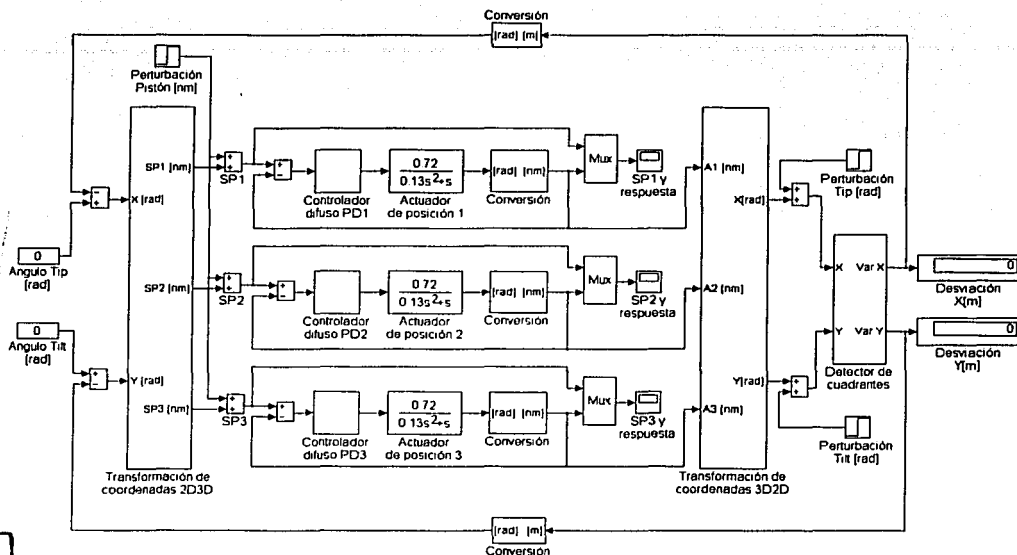 Conversión
[rad] [m]
Perturbación
Pistón [nm]
SP1 [nm]
X [rad]
SP2 [nm]
Y [rad]
SP3 [nm]
Transformación de
coordenadas 2D3D
0
Angulo Tip
[rad]
0
Angulo Tilt
[rad]
SP1
Controlador
difuso PD1
0.72
0.13s²+s
Actuador
de posición 1
[rad] [nm]
Conversión
Mux
SP1 y
respuesta
SP2
Controlador
difuso PD2
0.72
0.13s²+s
Actuador
de posición 2
[rad] [nm]
Conversión
Mux
SP2 y
respuesta
SP3
Controlador
difuso PD3
0.72
0.13s²+s
Actuador
de posición 3
[rad] [nm]
Conversión
Mux
SP3 y
respuesta
A1 [nm]
X[rad]
A2 [nm]
Y[rad]
A3 [nm]
Transformación de
coordenadas 3D2D
Perturbación
Tip [rad]
X Var X
Y Var Y
Detector de
cuadrantes
Perturbación
Tilt [rad]
0
Desviación
X[m]
0
Desviación
Y[m]
[rad] [m]
Conversión